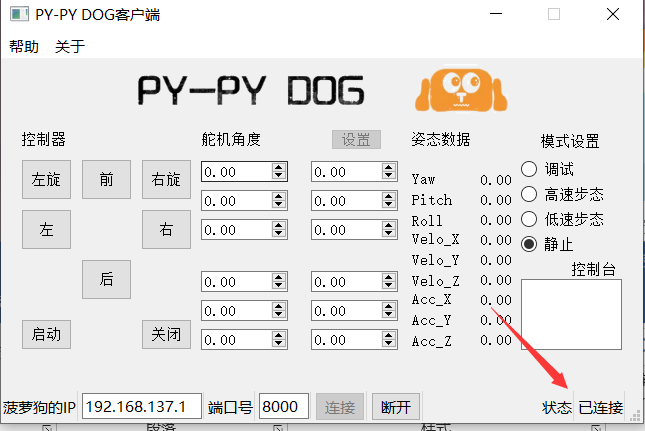 PY-PY DOG客户端
帮助 关于
PY-PY DOG
控制器 舵机角度 设置 姿态数据 模式设置
左旋 前 右旋 0.00 0.00 Yaw 0.00 调试
0.00 0.00 Pitch 0.00 高速步态
左 右 0.00 0.00 Roll 0.00 低速步态
Velo_X 0.00 静止
Velo_Y 0.00
后 0.00 0.00 Velo_Z 0.00 控制台
Acc_X 0.00
0.00 0.00 Acc_Y 0.00
启动 关闭 0.00 0.00 Acc_Z 0.00
菠萝狗的IP 192.168.137.1 端口号 8000 连接 断开 状态 已连接
段落 样式